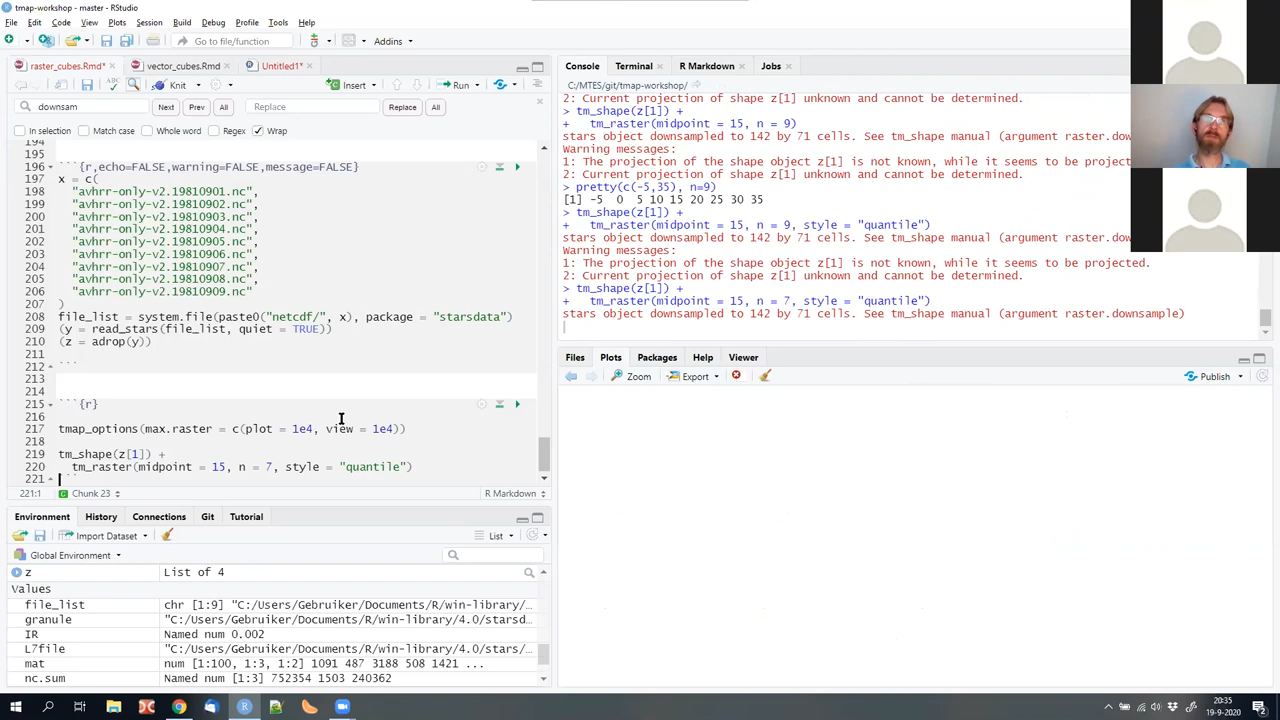 tmap-workshop - master - RStudio
File Edit Code View Plots Session Build Debug Profile Tools Help
Go to file/function Addins
raster_cubes.Rmd* vector_cubes.Rmd Untitled1*
Knit Insert Run
downsam Next Prev All Replace Replace All
In selection Match case Whole word Regex Wrap
194
195
196 ```{r,echo=FALSE,warning=FALSE,message=FALSE}
197 x = c(
198 "avhrr-only-v2.19810901.nc",
199 "avhrr-only-v2.19810902.nc",
200 "avhrr-only-v2.19810903.nc",
201 "avhrr-only-v2.19810904.nc",
202 "avhrr-only-v2.19810905.nc",
203 "avhrr-only-v2.19810906.nc",
204 "avhrr-only-v2.19810907.nc",
205 "avhrr-only-v2.19810908.nc",
206 "avhrr-only-v2.19810909.nc"
207 )
208 file_list = system.file(paste0("netcdf/", x), package = "starsdata")
209 (y = read_stars(file_list, quiet = TRUE))
210 (z = adrop(y))
211
212 ```
213
214
215 ```{r}
216
217 tmap_options(max.raster = c(plot = 1e4, view = 1e4))
218
219 tm_shape(z[1]) +
220 tm_raster(midpoint = 15, n = 7, style = "quantile")
221 ```
221:1 Chunk 23 R Markdown
Environment History Connections Git Tutorial
Import Dataset List
Global Environment
z List of 4
Values
file_list chr [1:9] "C:/Users/Gebruiker/Documents/R/win-library/…
granule "C:/Users/Gebruiker/Documents/R/win-library/4.0/starsd…
IR Named num 0.002
L7file "C:/Users/Gebruiker/Documents/R/win-library/4.0/stars/…
mat num [1:100, 1:3, 1:2] 1091 487 3188 508 1421 ...
nc.sum Named num [1:3] 752354 1503 240362
Console Terminal R Markdown Jobs
C:/MTES/git/tmap-workshop/
2: Current projection of shape z[1] unknown and cannot be determined.
> tm_shape(z[1]) +
+ tm_raster(midpoint = 15, n = 9)
stars object downsampled to 142 by 71 cells. See tm_shape manual (argument raster.
Warning messages:
1: The projection of the shape object z[1] is not known, while it seems to be projec
2: Current projection of shape z[1] unknown and cannot be determined.
> pretty(c(-5,35), n=9)
[1] -5 0 5 10 15 20 25 30 35
> tm_shape(z[1]) +
+ tm_raster(midpoint = 15, n = 9, style = "quantile")
stars object downsampled to 142 by 71 cells. See tm_shape manual (argument raster.do
Warning messages:
1: The projection of the shape object z[1] is not known, while it seems to be projected.
2: Current projection of shape z[1] unknown and cannot be determined.
> tm_shape(z[1]) +
+ tm_raster(midpoint = 15, n = 7, style = "quantile")
stars object downsampled to 142 by 71 cells. See tm_shape manual (argument raster.downsample)
Files Plots Packages Help Viewer
Zoom Export Publish
20:35
19-9-2020
2